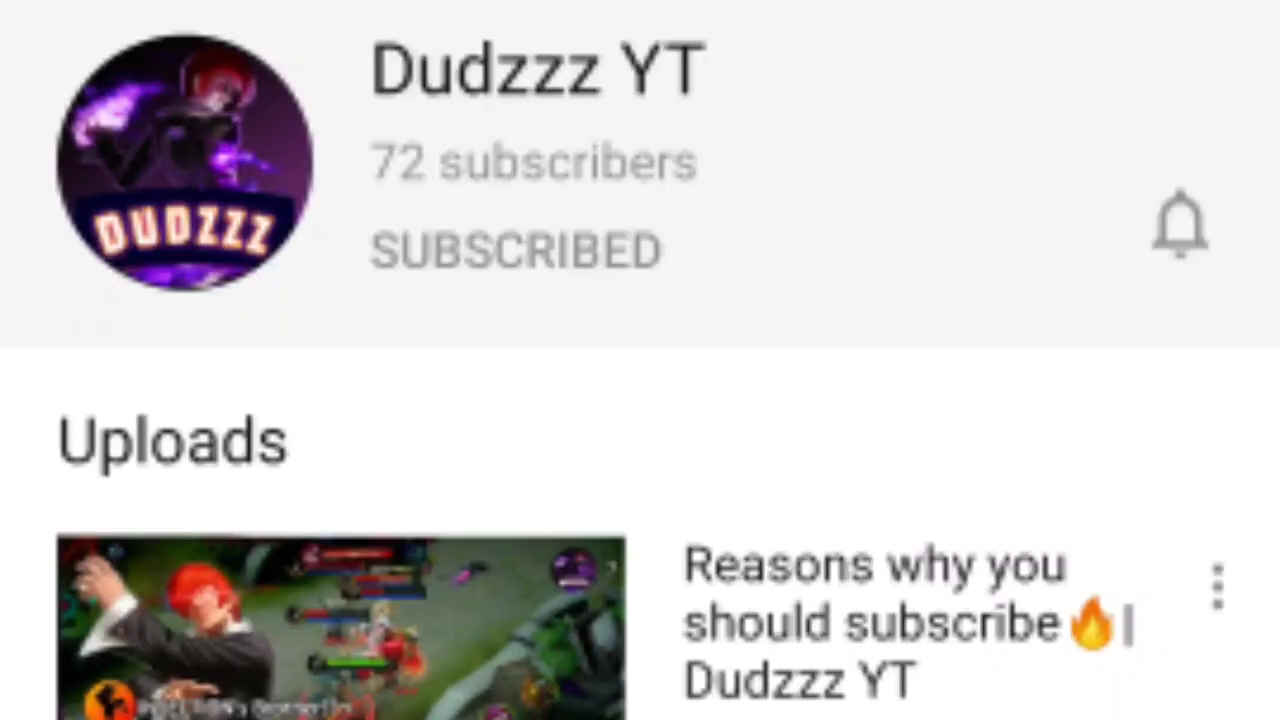 DUDZZZ
Dudzzz YT
72 subscribers
SUBSCRIBED
Uploads
Reasons why you
should subscribe🔥|
Dudzzz YT